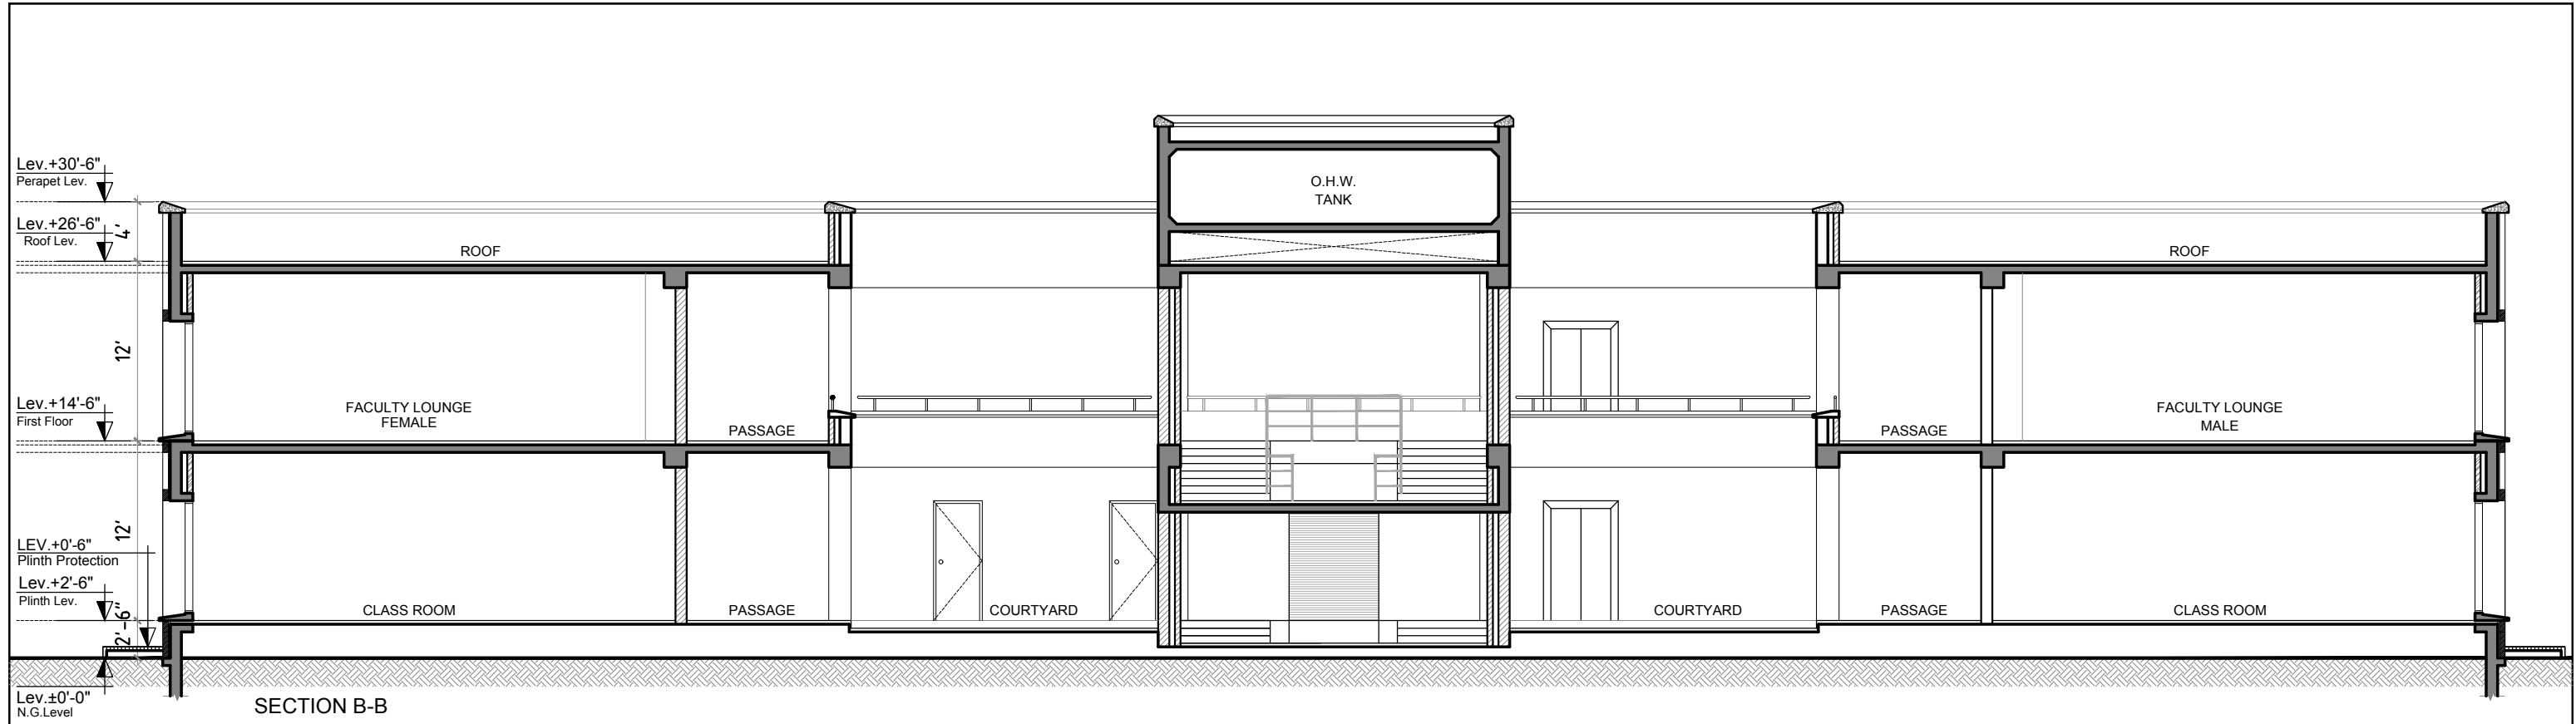 O.H.W.
TANK
Lev.+30'-6"
Perapet Lev.
Lev.+26'-6"
Roof Lev.
4'
ROOF
ROOF
12'
Lev.+14'-6"
First Floor
FACULTY LOUNGE
FEMALE
PASSAGE
PASSAGE
FACULTY LOUNGE
MALE
12'
LEV.+0'-6"
Plinth Protection
Lev.+2'-6"
Plinth Lev.
2'-6"
CLASS ROOM
PASSAGE
COURTYARD
COURTYARD
PASSAGE
CLASS ROOM
Lev.±0'-0"
N.G.Level
SECTION B-B